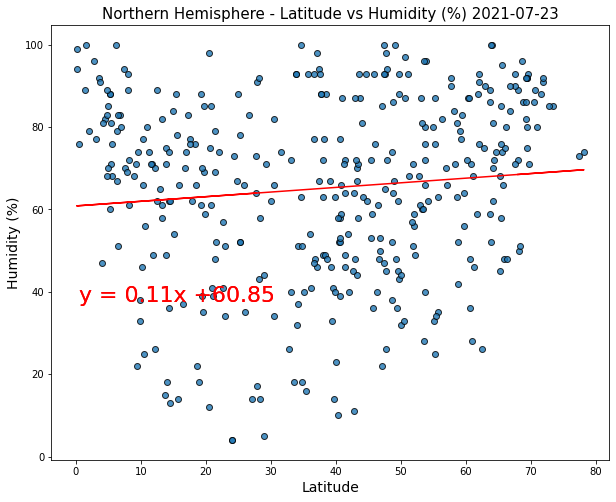 Northern Hemisphere - Latitude vs Humidity (%) 2021-07-23
Humidity (%)
100
80
60
40
20
0
y = 0.11x +60.85
0 10 20 30 40 50 60 70 80
Latitude